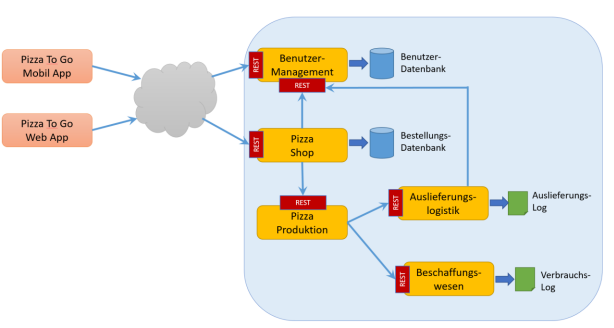 Pizza To Go
Mobil App
Pizza To Go
Web App
REST
Benutzer-
Management
REST
Benutzer-
Datenbank
REST
Pizza
Shop
Bestellungs-
Datenbank
REST
Pizza
Produktion
REST
Auslieferungs-
logistik
Auslieferungs-
Log
REST
Beschaffungs-
wesen
Verbrauchs-
Log